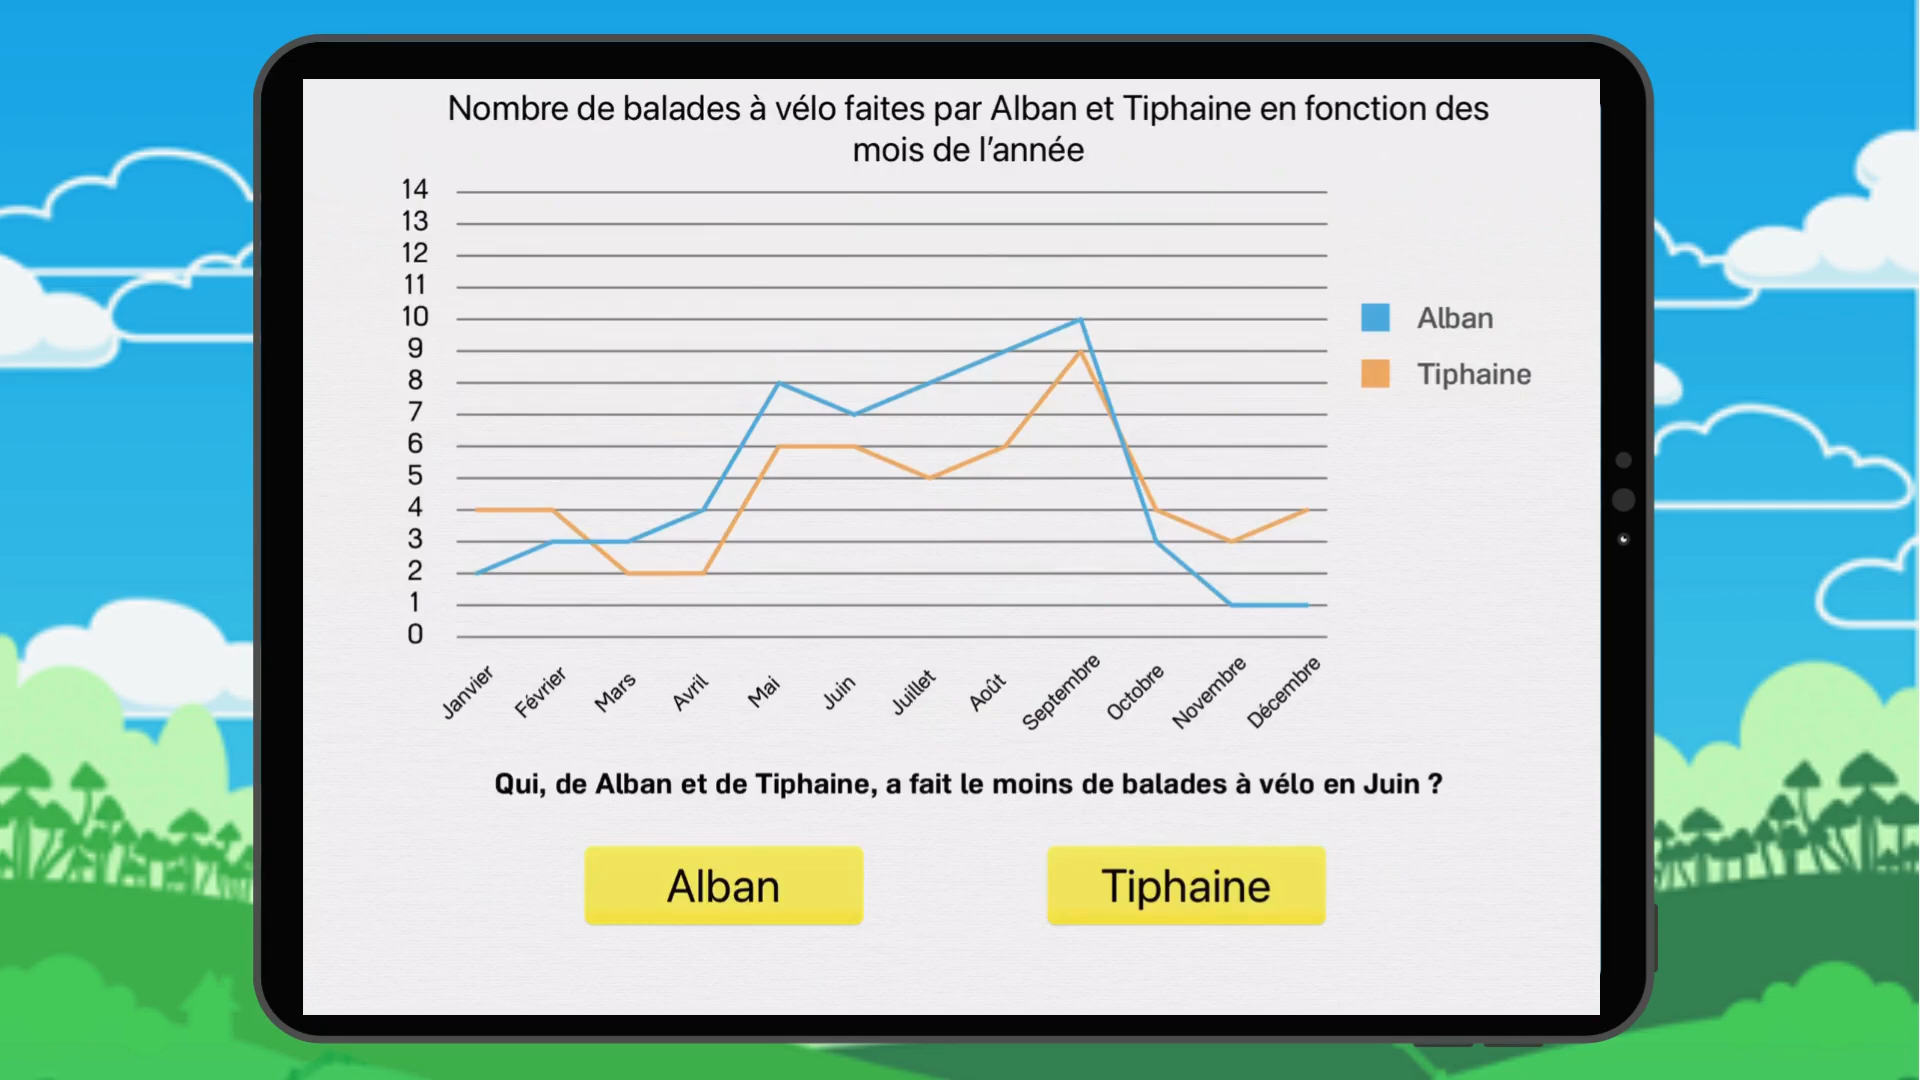 Nombre de balades à vélo faites par Alban et Tiphaine en fonction des
mois de l’année
14
13
12
11
10
9
8
7
6
5
4
3
2
1
0
Alban
Tiphaine
Janvier
Février
Mars
Avril
Mai
Juin
Juillet
Août
Septembre
Octobre
Novembre
Décembre
Qui, de Alban et de Tiphaine, a fait le moins de balades à vélo en Juin ?
Alban
Tiphaine